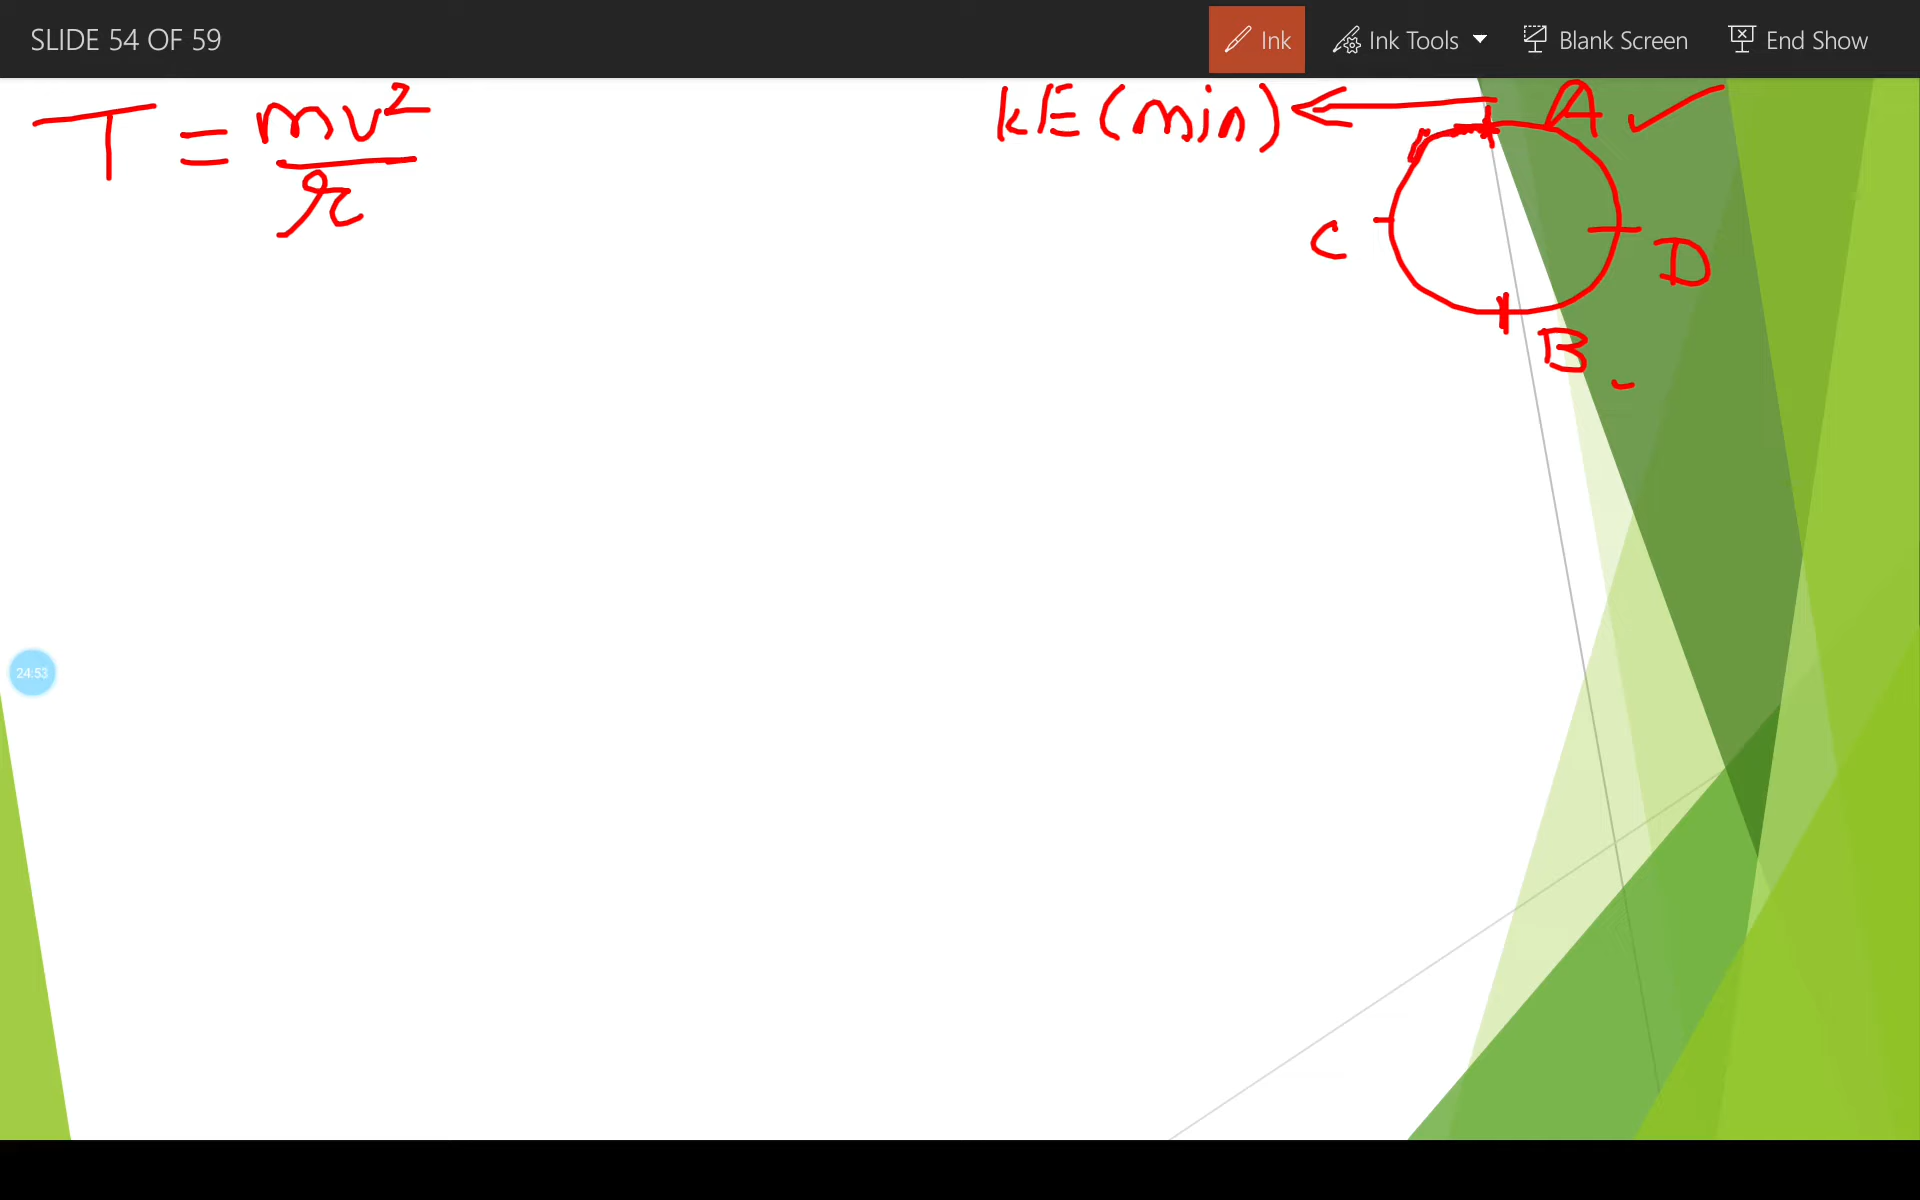 SLIDE 54 OF 59
Ink
Ink Tools
Blank Screen
End Show
T = mv²/r
KE(min)
A
C
D
B
24:53